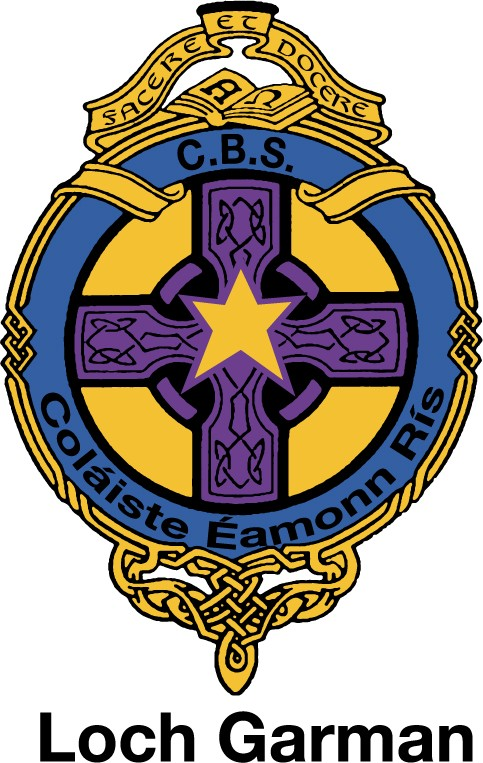 FACERE ET DOCERE
A Ω
C.B.S.
Coláiste Éamonn Rís
Loch Garman